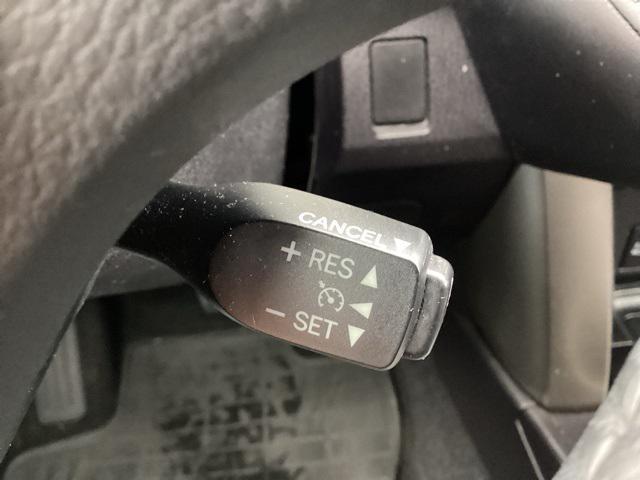 CANCEL ▼
+ RES ▲
◀
− SET ▼